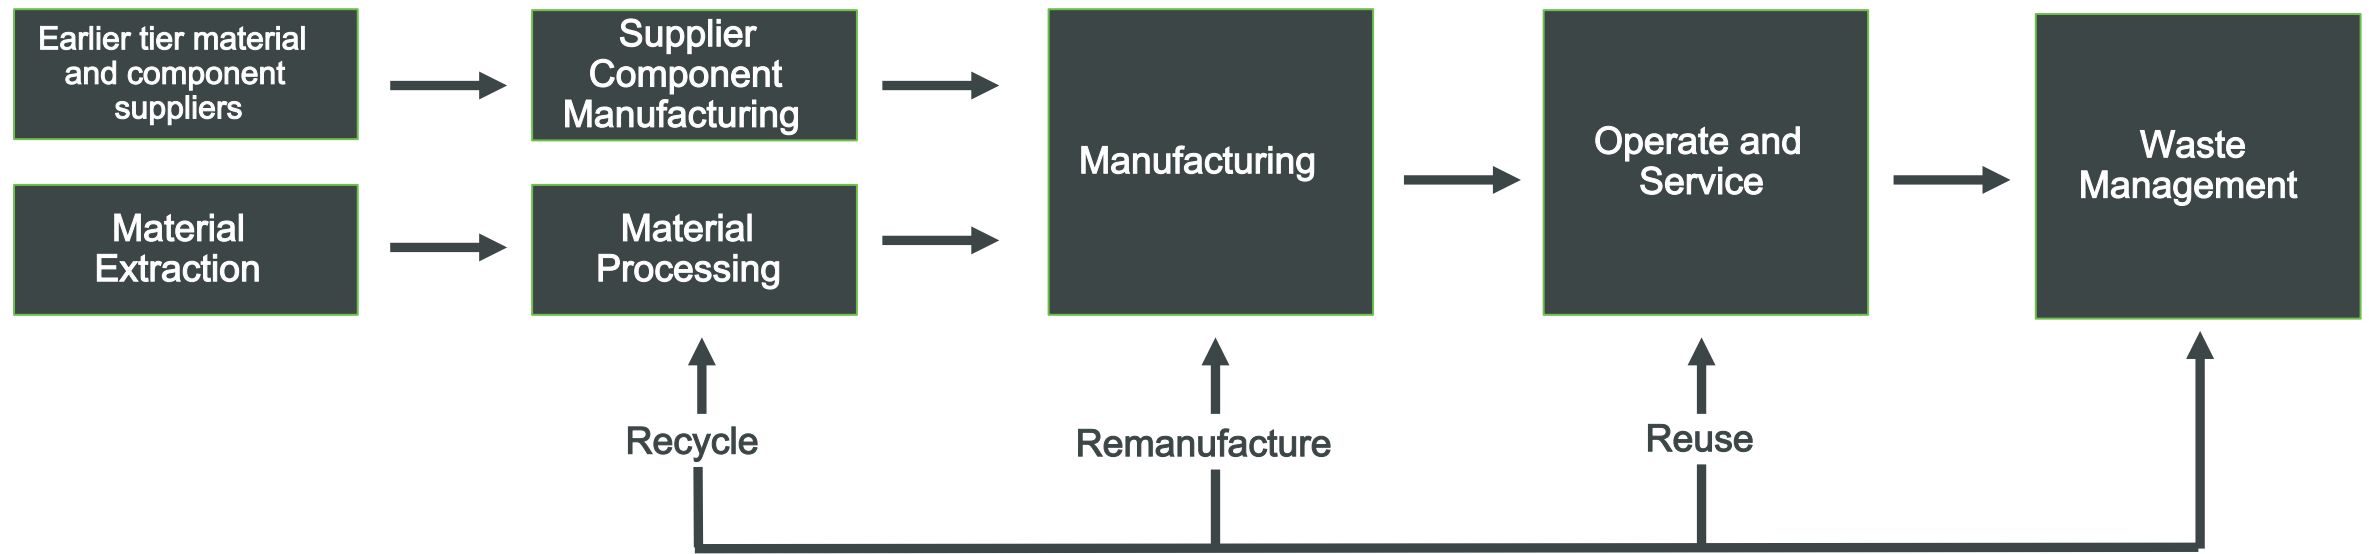 Earlier tier material
and component
suppliers
Supplier
Component
Manufacturing
Manufacturing
Operate and
Service
Waste
Management
Material
Extraction
Material
Processing
Recycle
Remanufacture
Reuse